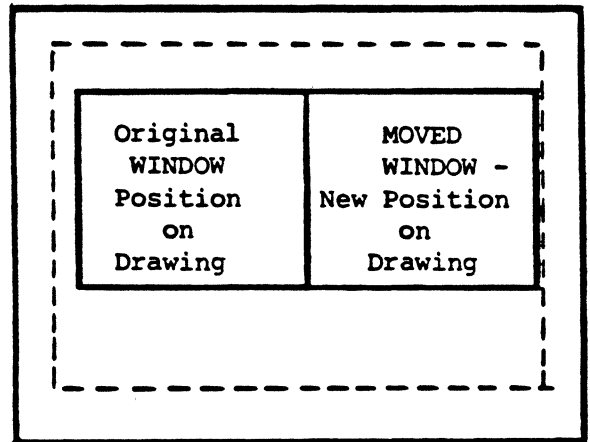 Original
WINDOW
Position
on
Drawing
MOVED
WINDOW -
New Position
on
Drawing